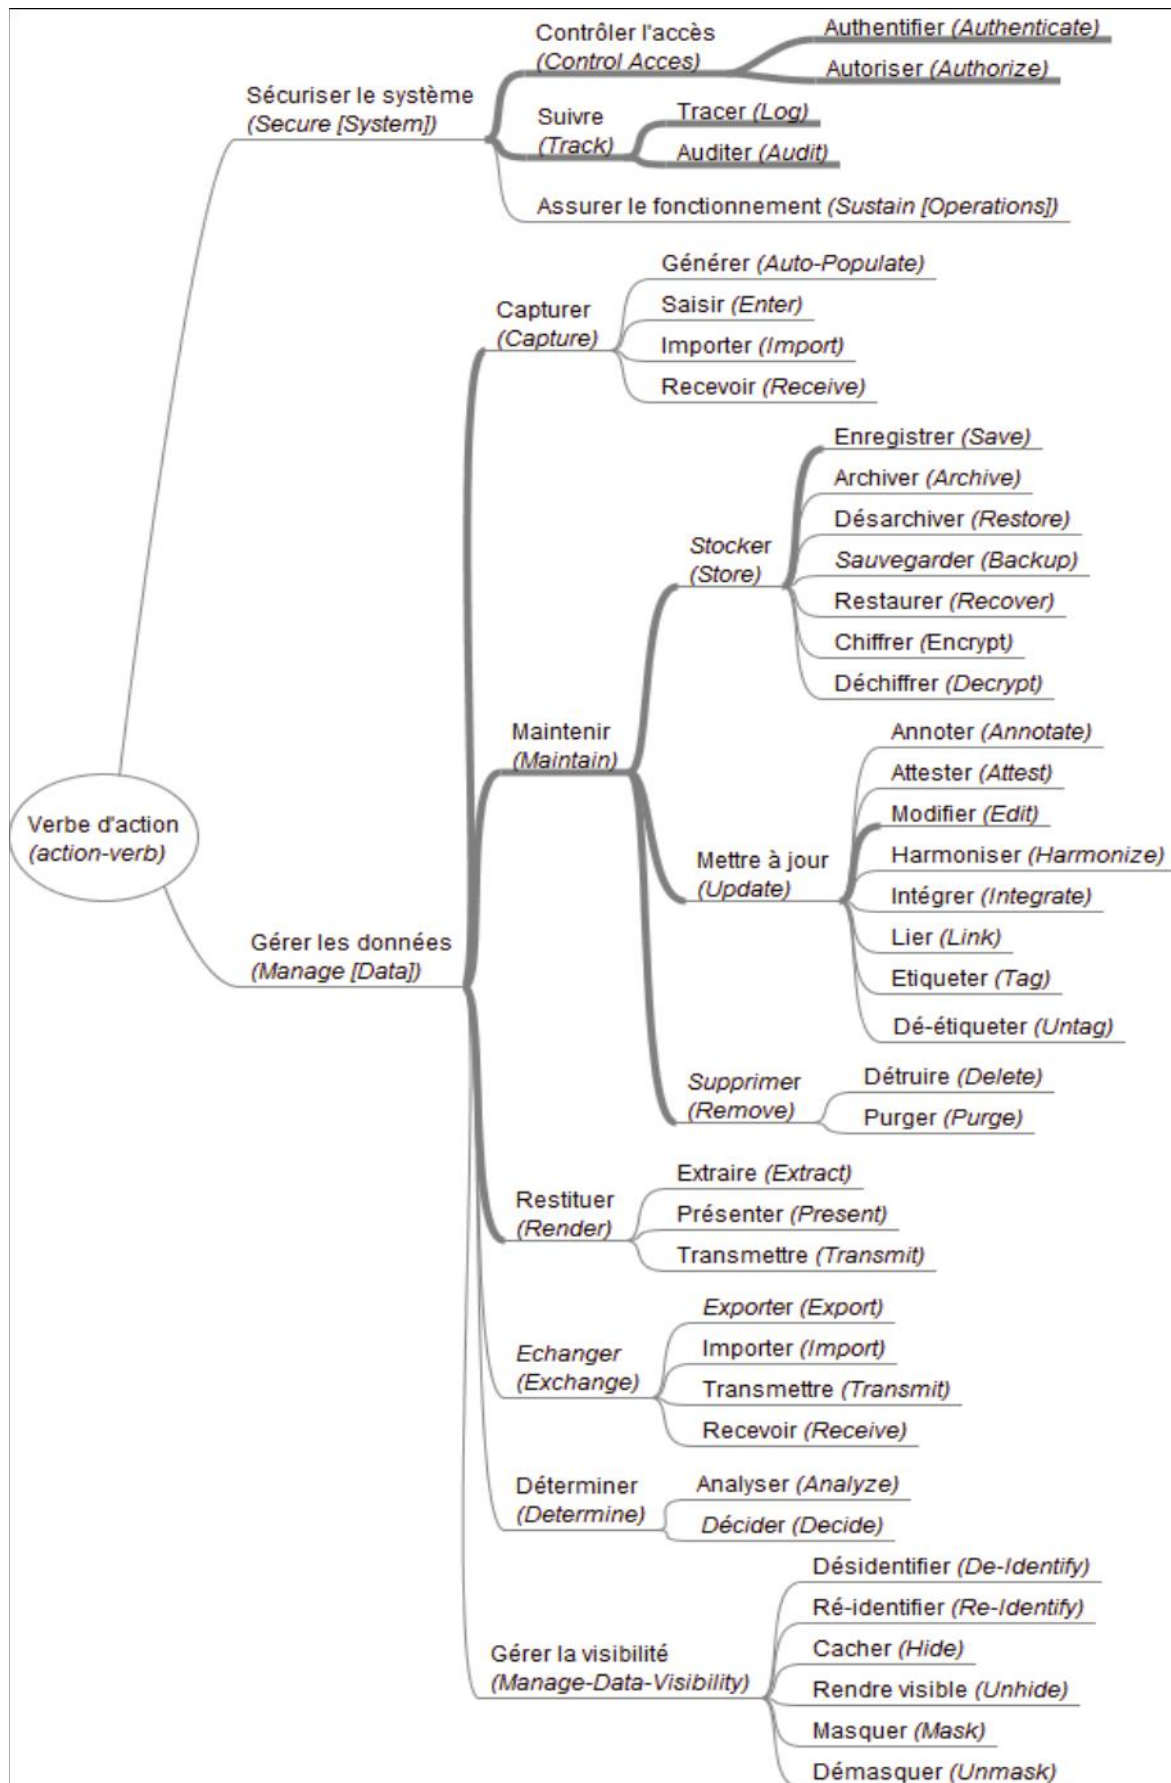 Verbe d'action
(action-verb)
Sécuriser le système
(Secure [System])
Contrôler l'accès
(Control Acces)
Authentifier (Authenticate)
Autoriser (Authorize)
Suivre
(Track)
Tracer (Log)
Auditer (Audit)
Assurer le fonctionnement (Sustain [Operations])
Gérer les données
(Manage [Data])
Capturer
(Capture)
Générer (Auto-Populate)
Saisir (Enter)
Importer (Import)
Recevoir (Receive)
Maintenir
(Maintain)
Stocker
(Store)
Enregistrer (Save)
Archiver (Archive)
Désarchiver (Restore)
Sauvegarder (Backup)
Restaurer (Recover)
Chiffrer (Encrypt)
Déchiffrer (Decrypt)
Mettre à jour
(Update)
Annoter (Annotate)
Attester (Attest)
Modifier (Edit)
Harmoniser (Harmonize)
Intégrer (Integrate)
Lier (Link)
Etiqueter (Tag)
Dé-étiqueter (Untag)
Supprimer
(Remove)
Détruire (Delete)
Purger (Purge)
Restituer
(Render)
Extraire (Extract)
Présenter (Present)
Transmettre (Transmit)
Echanger
(Exchange)
Exporter (Export)
Importer (Import)
Transmettre (Transmit)
Recevoir (Receive)
Déterminer
(Determine)
Analyser (Analyze)
Décider (Decide)
Gérer la visibilité
(Manage-Data-Visibility)
Désidentifier (De-Identify)
Ré-identifier (Re-Identify)
Cacher (Hide)
Rendre visible (Unhide)
Masquer (Mask)
Démasquer (Unmask)